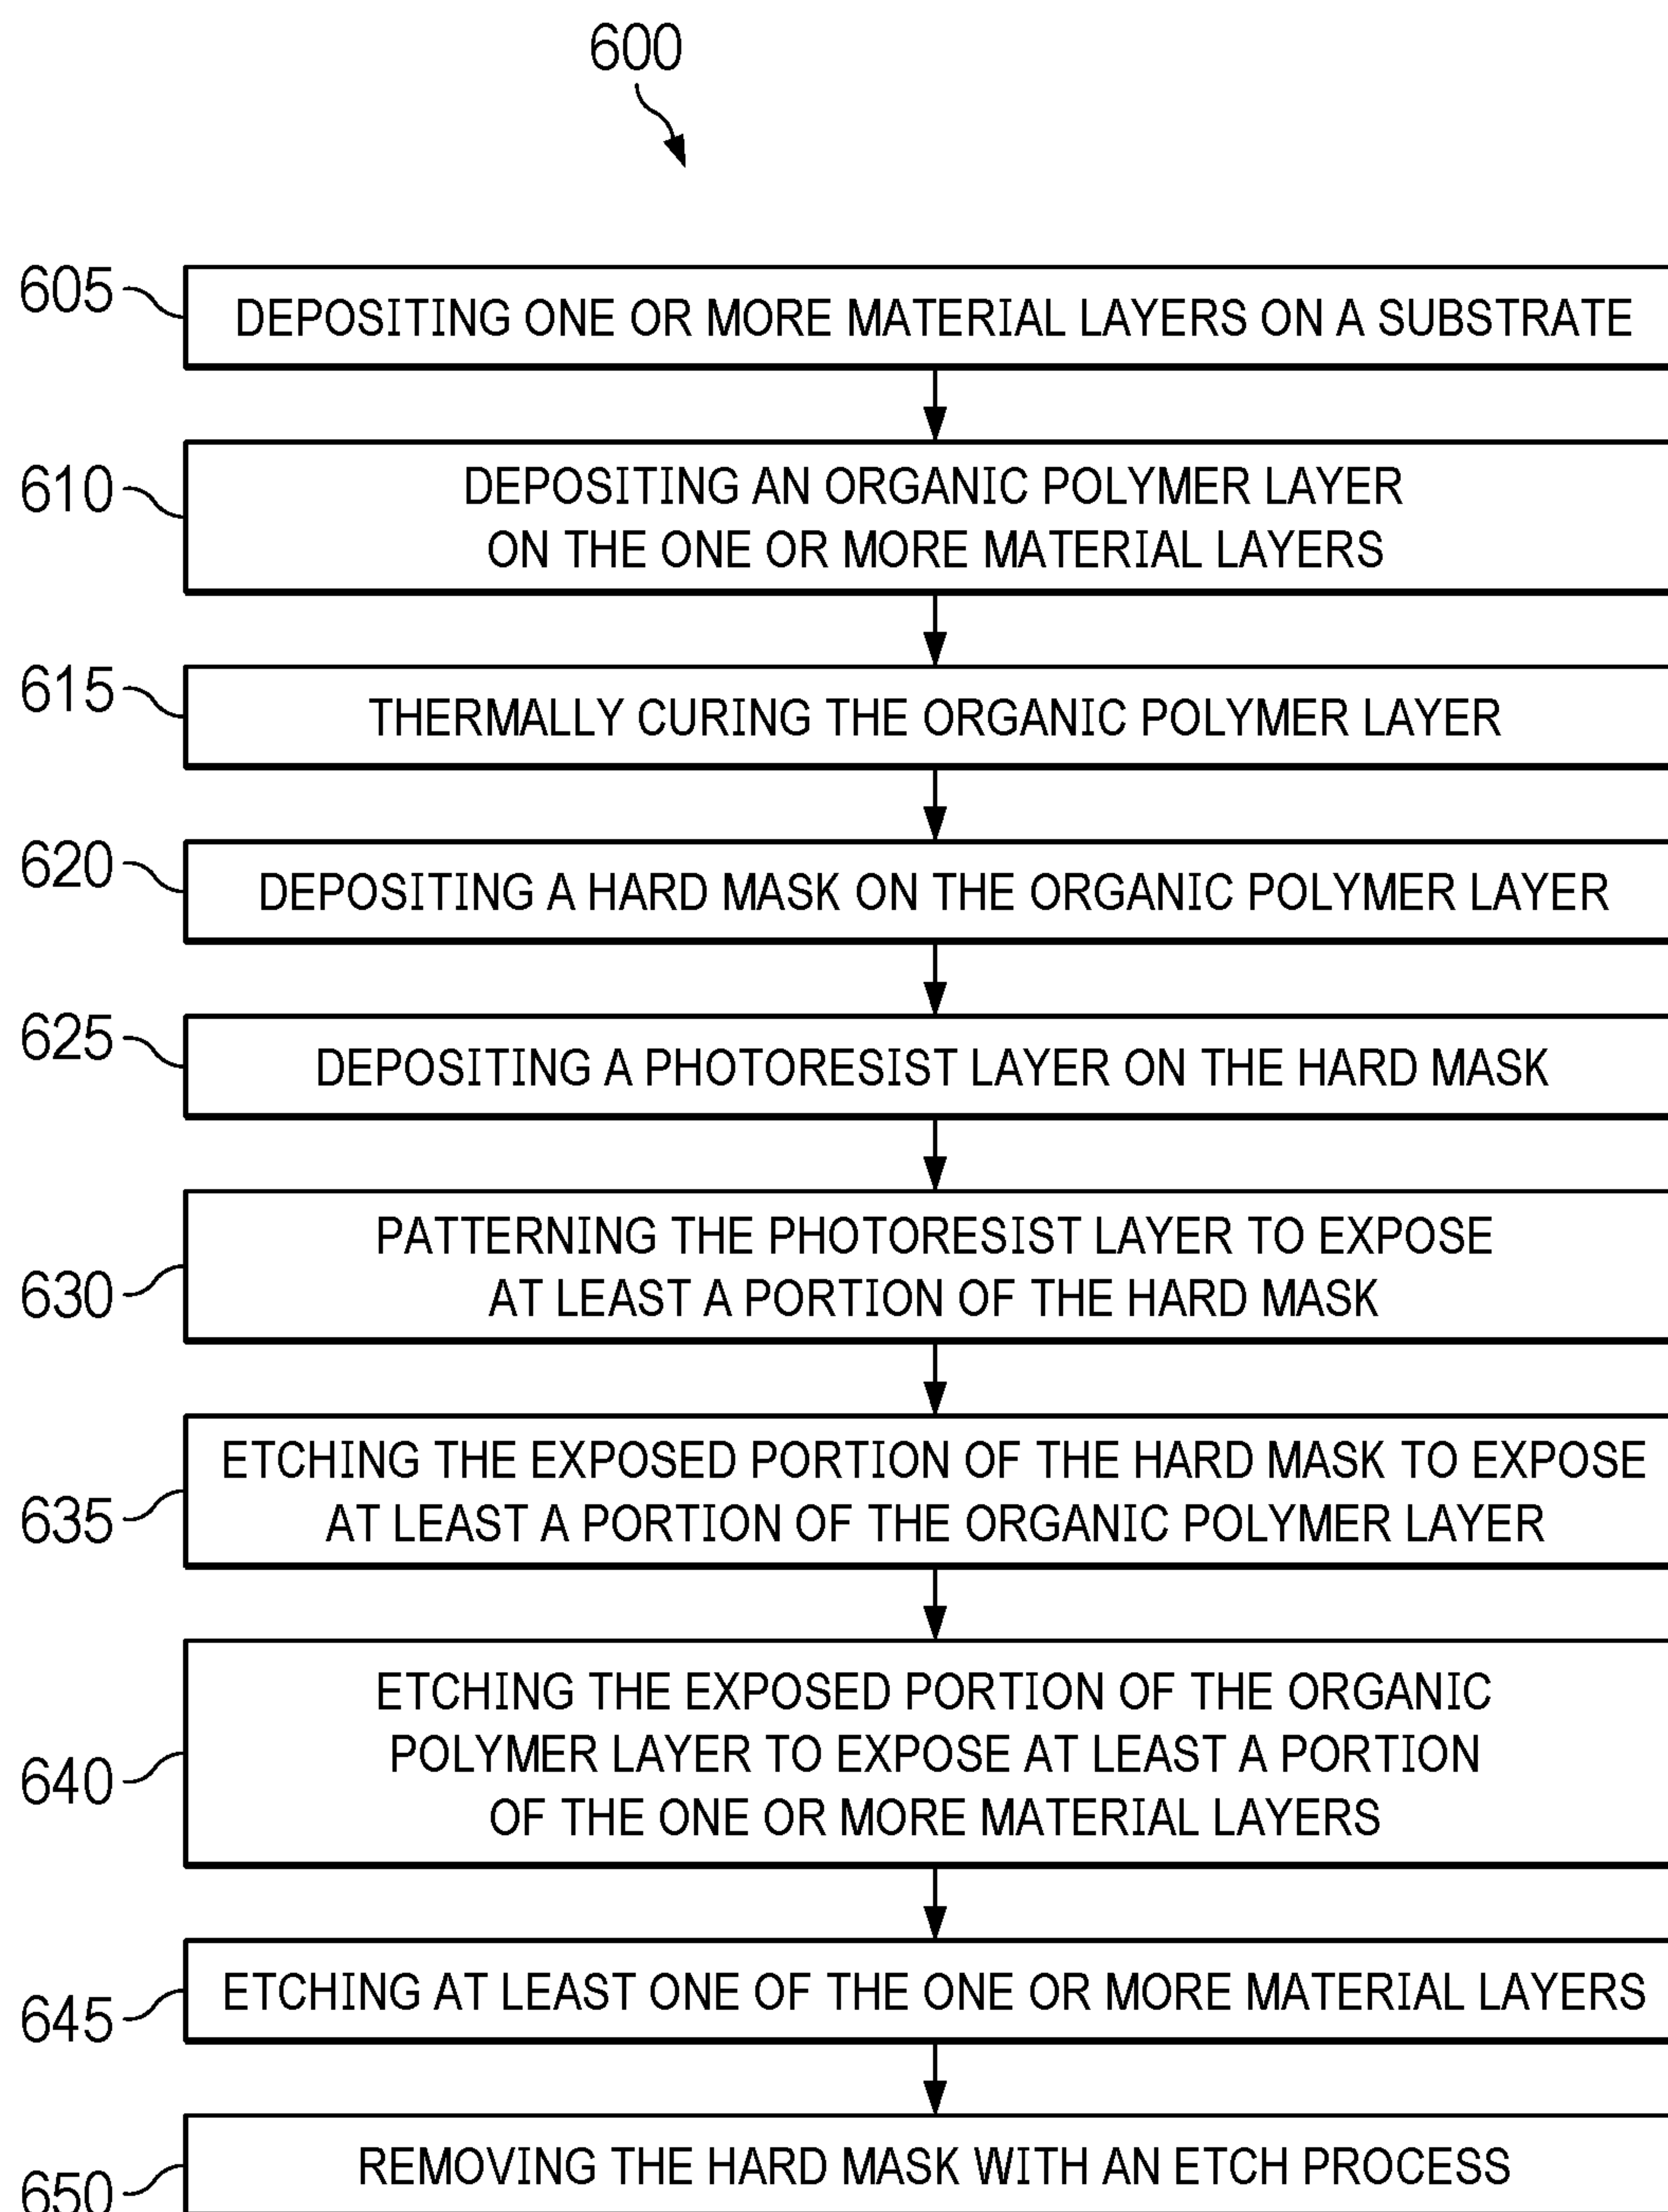 600
605
DEPOSITING ONE OR MORE MATERIAL LAYERS ON A SUBSTRATE
610
DEPOSITING AN ORGANIC POLYMER LAYER
ON THE ONE OR MORE MATERIAL LAYERS
615
THERMALLY CURING THE ORGANIC POLYMER LAYER
620
DEPOSITING A HARD MASK ON THE ORGANIC POLYMER LAYER
625
DEPOSITING A PHOTORESIST LAYER ON THE HARD MASK
630
PATTERNING THE PHOTORESIST LAYER TO EXPOSE
AT LEAST A PORTION OF THE HARD MASK
635
ETCHING THE EXPOSED PORTION OF THE HARD MASK TO EXPOSE
AT LEAST A PORTION OF THE ORGANIC POLYMER LAYER
640
ETCHING THE EXPOSED PORTION OF THE ORGANIC
POLYMER LAYER TO EXPOSE AT LEAST A PORTION
OF THE ONE OR MORE MATERIAL LAYERS
645
ETCHING AT LEAST ONE OF THE ONE OR MORE MATERIAL LAYERS
650
REMOVING THE HARD MASK WITH AN ETCH PROCESS